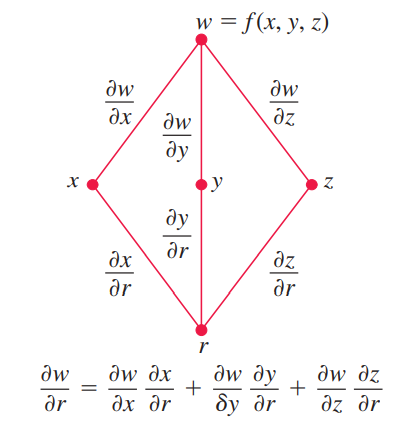 w = f(x, y, z)
∂w/∂x
∂w/∂z
∂w/∂y
x
y
z
∂y/∂r
∂x/∂r
∂z/∂r
r
∂w/∂r = ∂w/∂x ∂x/∂r + ∂w/δy ∂y/∂r + ∂w/∂z ∂z/∂r